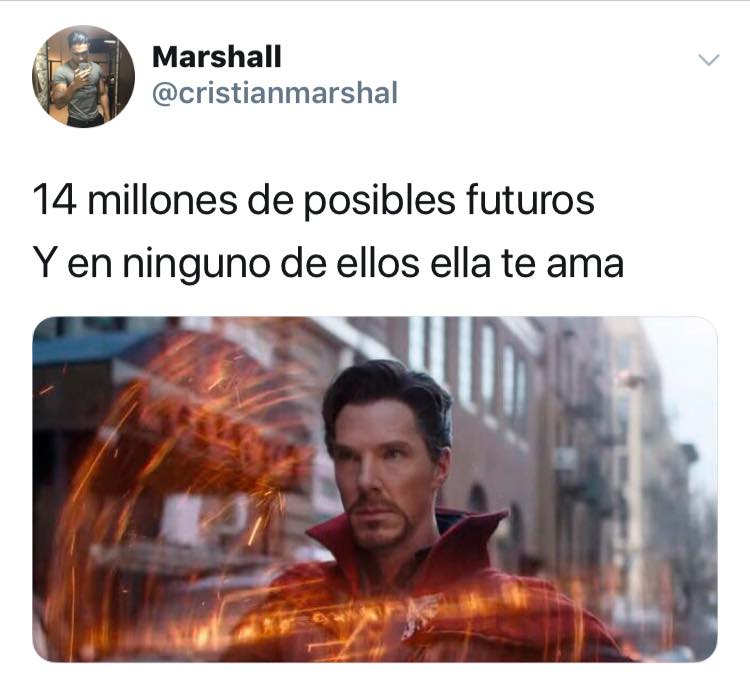 Marshall
@cristianmarshal
14 millones de posibles futuros
Y en ninguno de ellos ella te ama